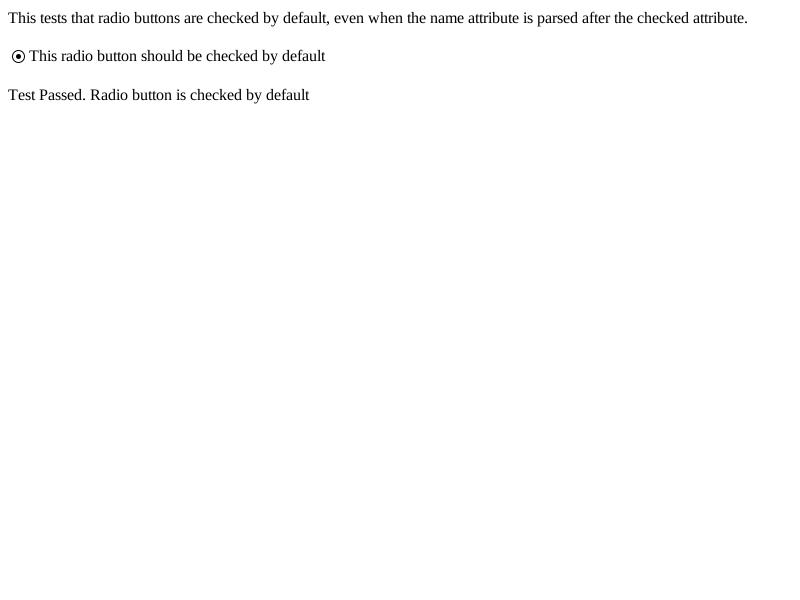 This tests that radio buttons are checked by default, even when the name attribute is parsed after the checked attribute.
This radio button should be checked by default
Test Passed. Radio button is checked by default